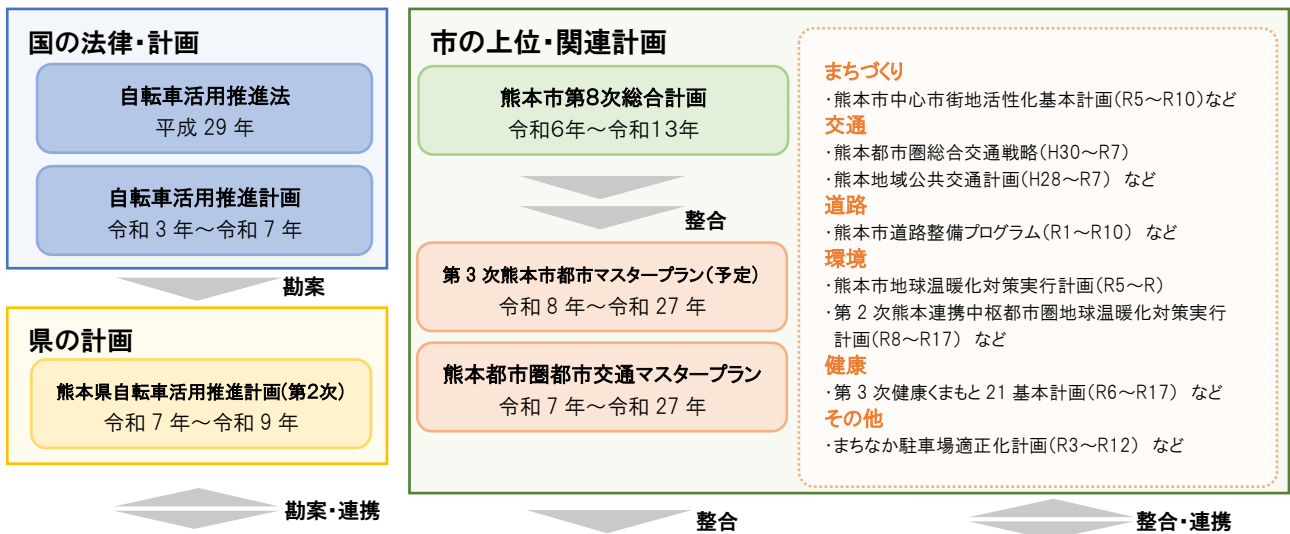 国の法律・計画
自転車活用推進法
平成 29 年
自転車活用推進計画
令和 3 年～令和 7 年
勘案
県の計画
熊本県自転車活用推進計画(第2次)
令和 7 年～令和 9 年
勘案・連携
市の上位・関連計画
熊本市第8次総合計画
令和6年～令和13年
整合
第 3 次熊本市都市マスタープラン(予定)
令和 8 年～令和 27 年
熊本都市圏都市交通マスタープラン
令和 7 年～令和 27 年
整合
まちづくり
・熊本市中心市街地活性化基本計画(R5～R10)など
交通
・熊本都市圏総合交通戦略(H30～R7)
・熊本地域公共交通計画(H28～R7) など
道路
・熊本市道路整備プログラム(R1～R10) など
環境
・熊本市地球温暖化対策実行計画(R5～R)
・第 2 次熊本連携中枢都市圏地球温暖化対策実行
計画(R8～R17) など
健康
・第 3 次健康くまもと 21 基本計画(R6～R17) など
その他
・まちなか駐車場適正化計画(R3～R12) など
整合・連携